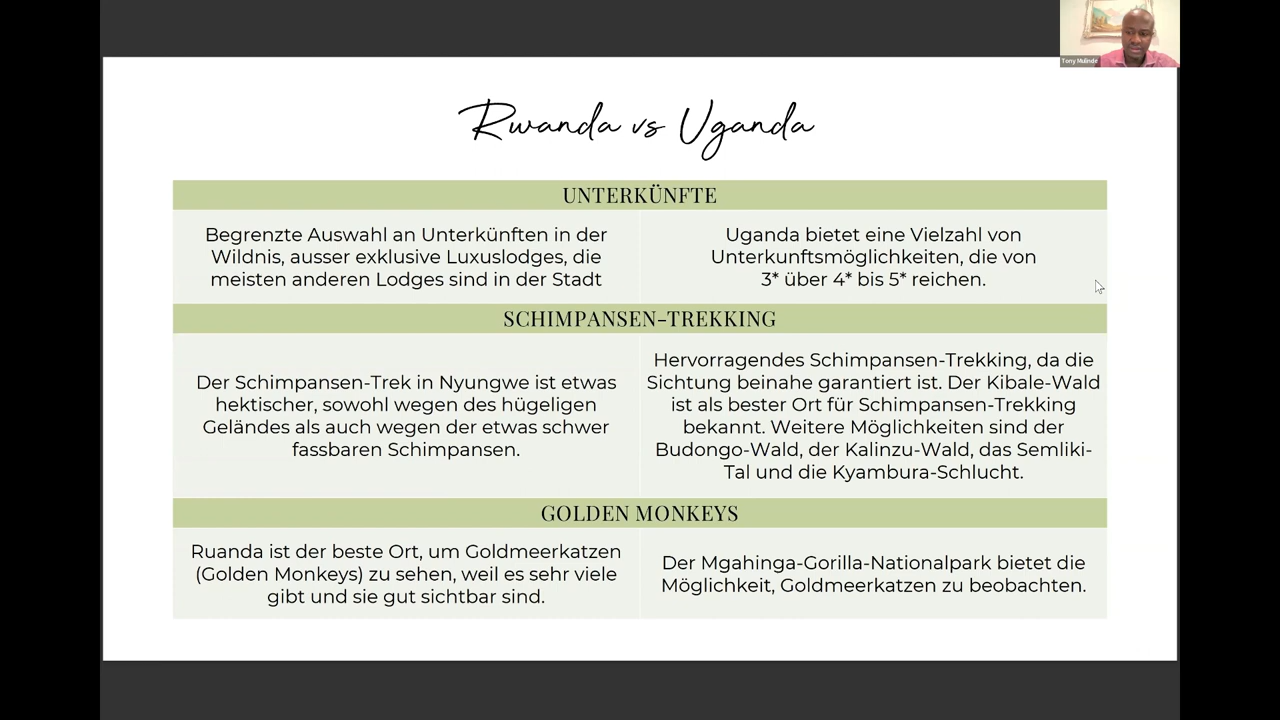 Tony Mulinde
Rwanda vs Uganda
UNTERKÜNFTE
Begrenzte Auswahl an Unterkünften in der
Wildnis, ausser exklusive Luxuslodges, die
meisten anderen Lodges sind in der Stadt
Uganda bietet eine Vielzahl von
Unterkunftsmöglichkeiten, die von
3* über 4* bis 5* reichen.
SCHIMPANSEN-TREKKING
Der Schimpansen-Trek in Nyungwe ist etwas
hektischer, sowohl wegen des hügeligen
Geländes als auch wegen der etwas schwer
fassbaren Schimpansen.
Hervorragendes Schimpansen-Trekking, da die
Sichtung beinahe garantiert ist. Der Kibale-Wald
ist als bester Ort für Schimpansen-Trekking
bekannt. Weitere Möglichkeiten sind der
Budongo-Wald, der Kalinzu-Wald, das Semliki-
Tal und die Kyambura-Schlucht.
GOLDEN MONKEYS
Ruanda ist der beste Ort, um Goldmeerkatzen
(Golden Monkeys) zu sehen, weil es sehr viele
gibt und sie gut sichtbar sind.
Der Mgahinga-Gorilla-Nationalpark bietet die
Möglichkeit, Goldmeerkatzen zu beobachten.